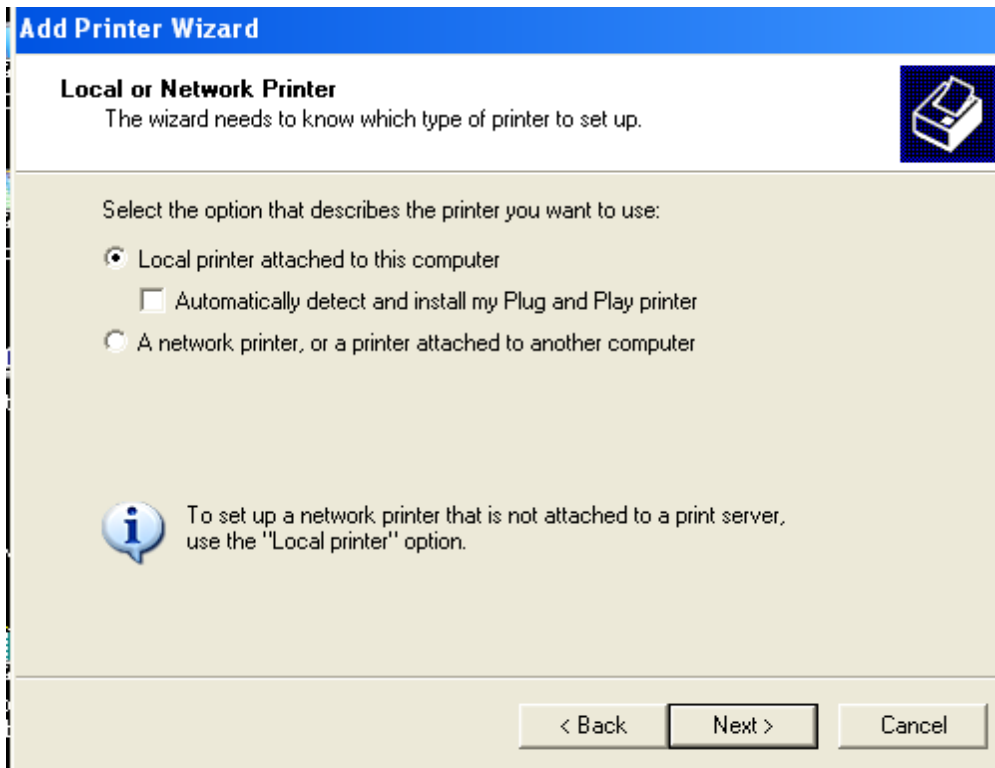 Add Printer Wizard
Local or Network Printer
The wizard needs to know which type of printer to set up.
Select the option that describes the printer you want to use:
Local printer attached to this computer
Automatically detect and install my Plug and Play printer
A network printer, or a printer attached to another computer
To set up a network printer that is not attached to a print server,
use the "Local printer" option.
< Back Next > Cancel